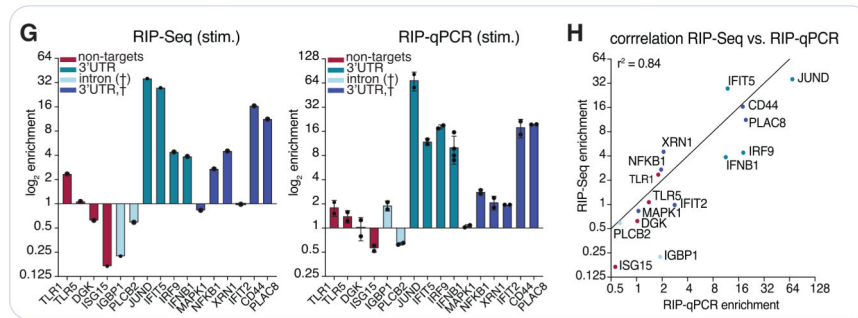 G
RIP-Seq (stim.)
64
32
16
8
4
2
1
0.5
0.25
0.125
log2 enrichment
non-targets
3'UTR
intron (†)
3'UTR,†
TLR1
TLR5
DGK
ISG15
IGBP1
PLCB2
JUND
IFIT5
IRF9
IFNB1
MAPK1
NFKB1
XRN1
IFIT2
CD44
PLAC8
RIP-qPCR (stim.)
128
64
32
16
8
4
2
1
0.5
0.25
log2 enrichment
non-targets
3'UTR
intron (†)
3'UTR,†
TLR1
TLR5
DGK
ISG15
IGBP1
PLCB2
JUND
IFIT5
IRF9
IFNB1
MAPK1
NFKB1
XRN1
IFIT2
CD44
PLAC8
H
corrrelation RIP-Seq vs. RIP-qPCR
r² = 0.84
RIP-Seq enrichment
64
32
16
8
4
2
1
0.5
0.25
0.125
IFIT5
JUND
CD44
PLAC8
XRN1
IRF9
NFKB1
IFNB1
TLR1
TLR5
IFIT2
MAPK1
PLCB2
DGK
IGBP1
ISG15
0.5 1 2 4 8 16 32 64 128
RIP-qPCR enrichment